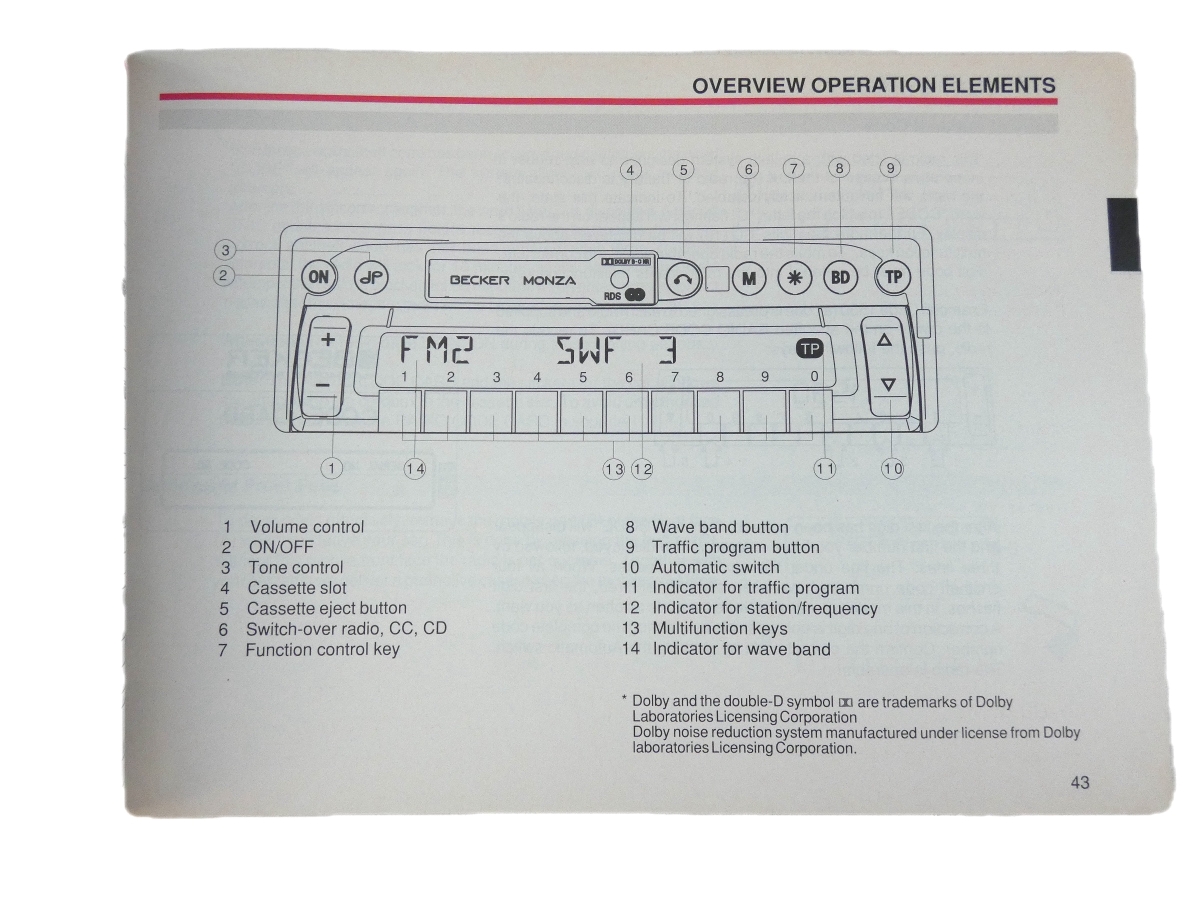 OVERVIEW OPERATION ELEMENTS
4 5 6 7 8 9
3
2
ON dP DOLBY B-C NR M BD TP
BECKER MONZA
RDS
+ FM2 SWF 3 TP
− 1 2 3 4 5 6 7 8 9 0
1 14 13 12 11 10
1 Volume control
2 ON/OFF
3 Tone control
4 Cassette slot
5 Cassette eject button
6 Switch-over radio, CC, CD
7 Function control key
8 Wave band button
9 Traffic program button
10 Automatic switch
11 Indicator for traffic program
12 Indicator for station/frequency
13 Multifunction keys
14 Indicator for wave band
* Dolby and the double-D symbol are trademarks of Dolby
Laboratories Licensing Corporation
Dolby noise reduction system manufactured under license from Dolby
laboratories Licensing Corporation.
43